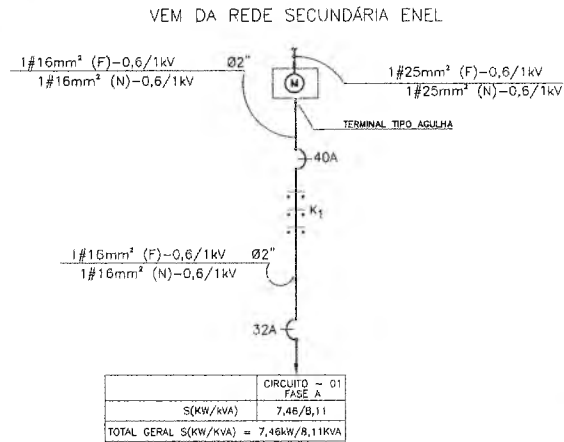 VEM DA REDE SECUNDÁRIA ENEL
1#16mm² (F)-0,6/1kV Ø2"
1#16mm² (N)-0,6/1kV
1#25mm² (F)-0,6/1kV
1#25mm² (N)-0,6/1kV
M
TERMINAL TIPO AGULHA
40A
K1
1#16mm² (F)-0,6/1kV Ø2"
1#16mm² (N)-0,6/1kV
32A
CIRCUITO - 01
FASE A
S(KW/kVA) 7,46/8,11
TOTAL GERAL S(KW/KVA) = 7,46kW/8,11KVA